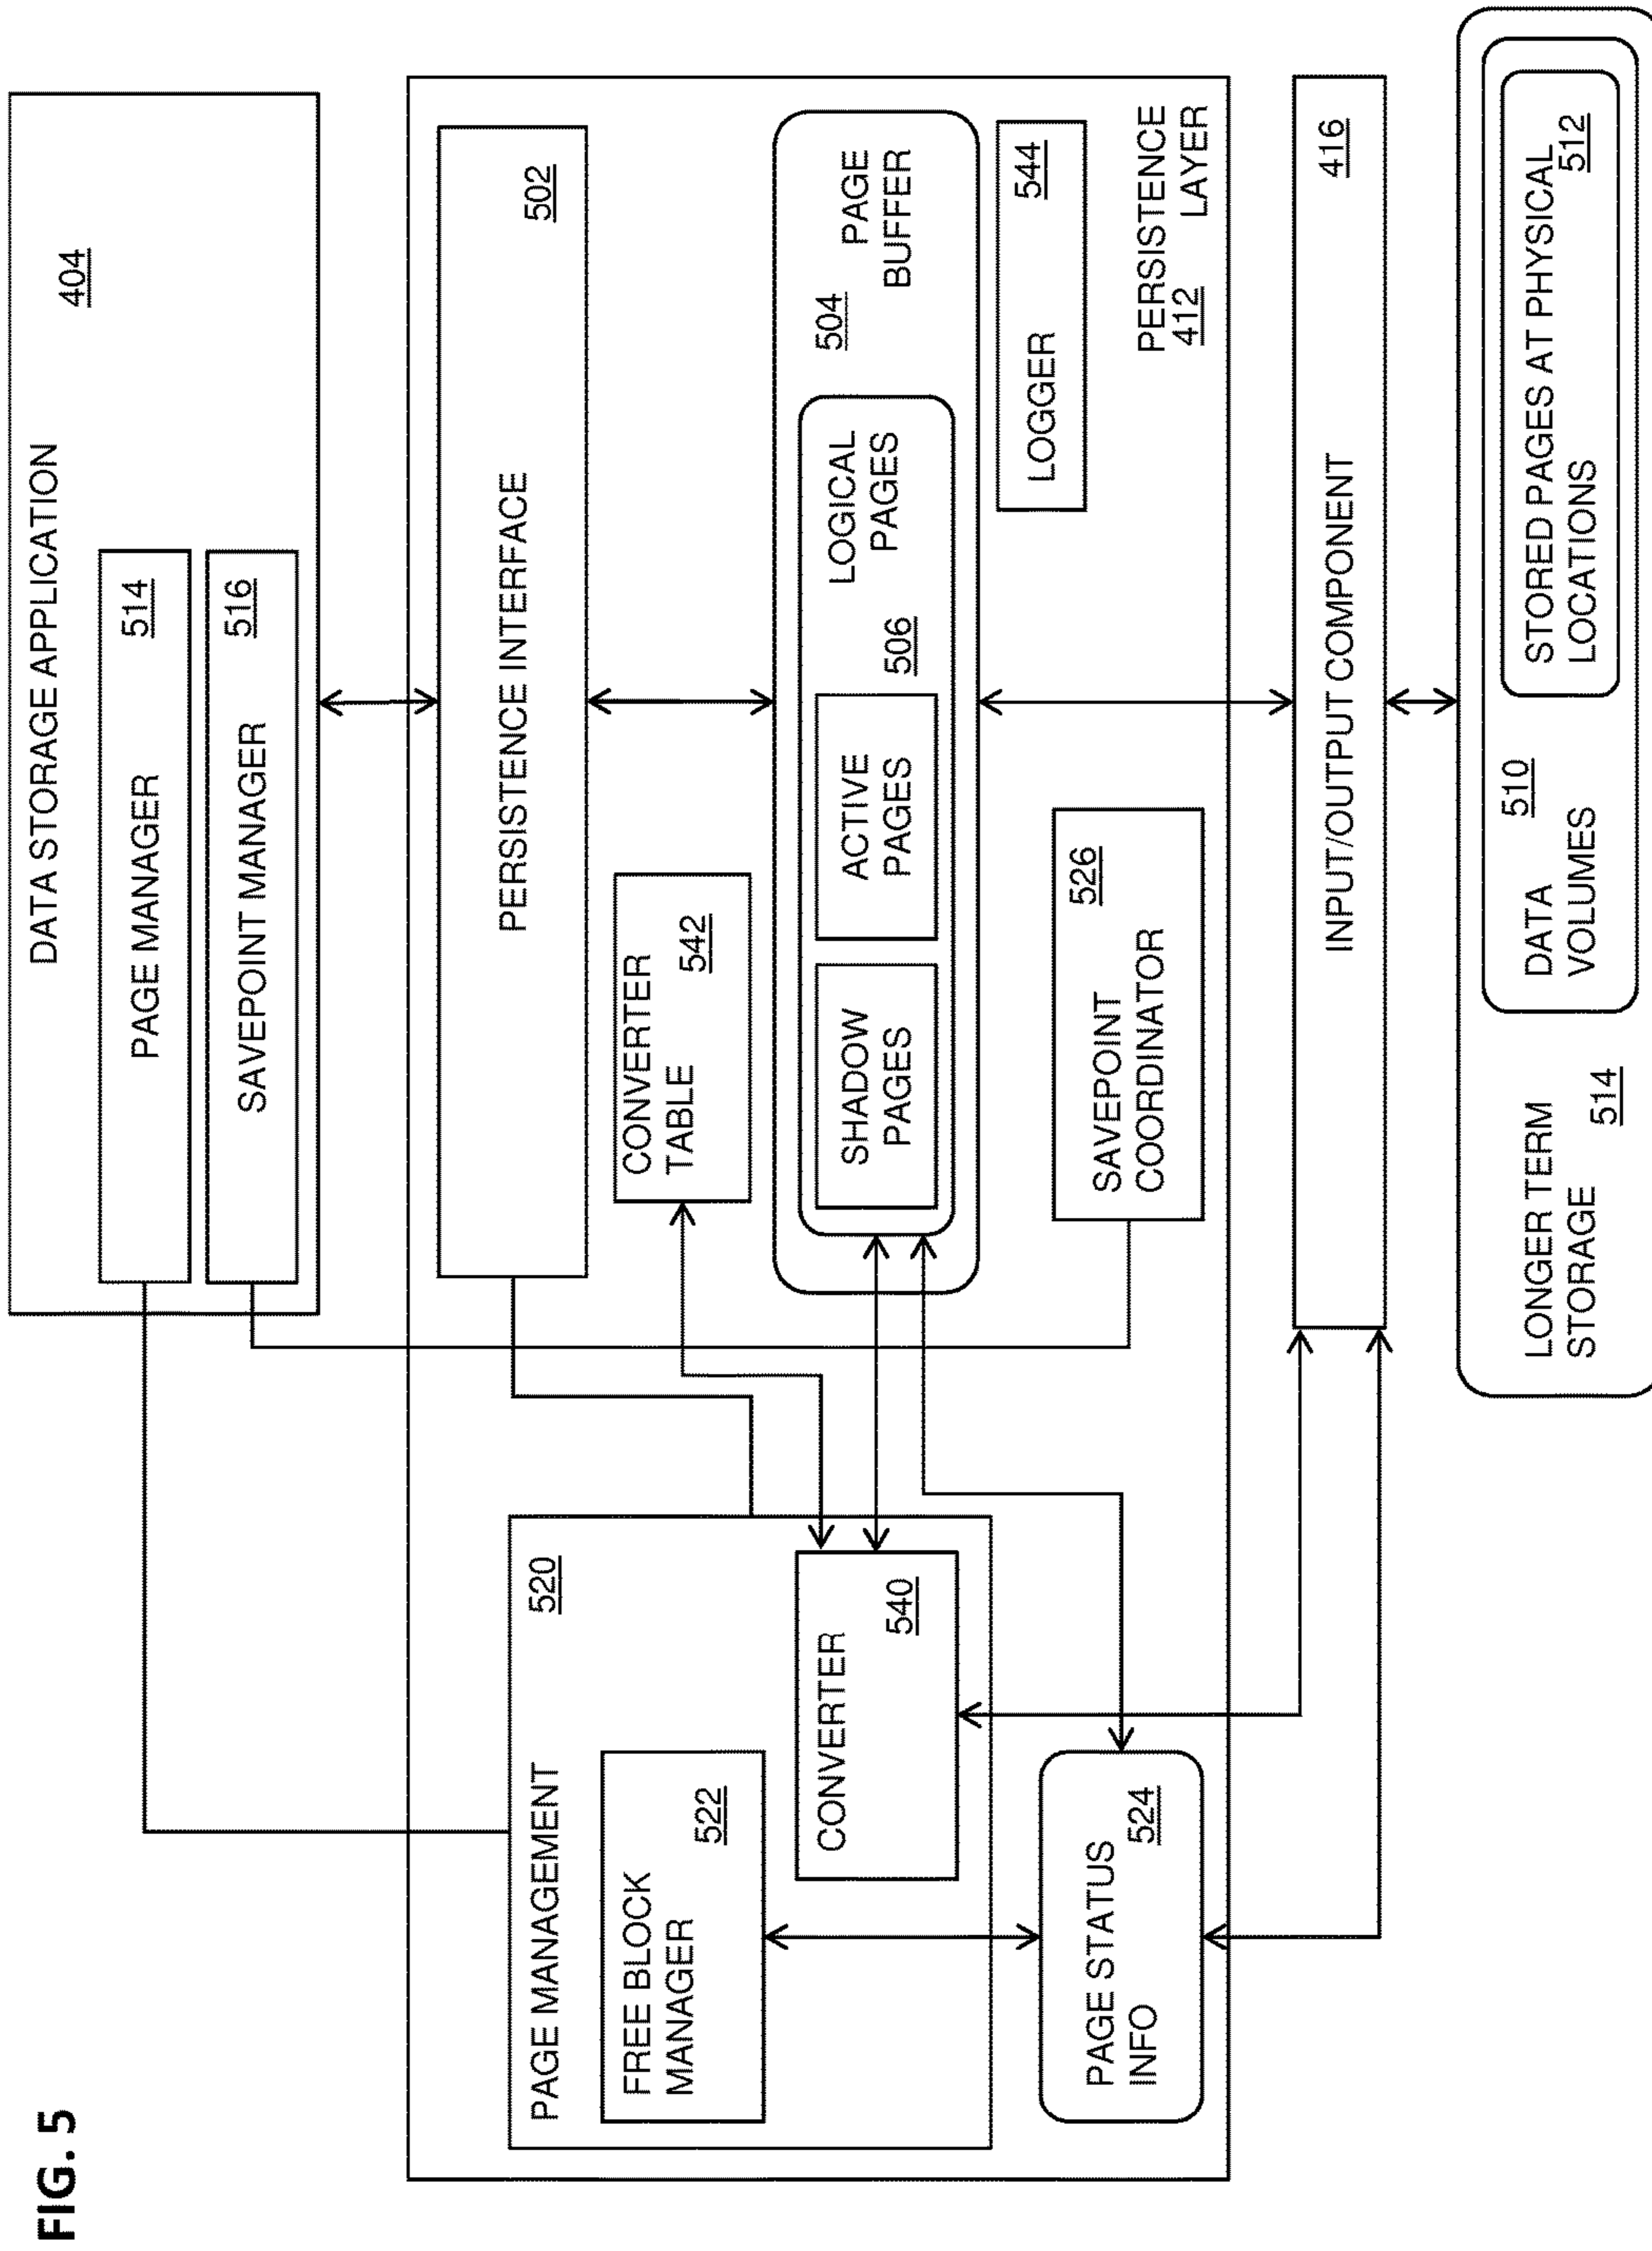 FIG. 5
DATA STORAGE APPLICATION
404
PAGE MANAGER
514
SAVEPOINT MANAGER
516
PERSISTENCE INTERFACE
502
PAGE MANAGEMENT
520
FREE BLOCK
MANAGER
522
CONVERTER
540
CONVERTER
TABLE
542
SHADOW
PAGES
ACTIVE
PAGES
LOGICAL
PAGES
506
504
PAGE
BUFFER
PAGE STATUS
INFO
524
SAVEPOINT
COORDINATOR
526
LOGGER
544
PERSISTENCE
LAYER
412
INPUT/OUTPUT COMPONENT
416
LONGER TERM
STORAGE
514
DATA
VOLUMES
510
STORED PAGES AT PHYSICAL
LOCATIONS
512